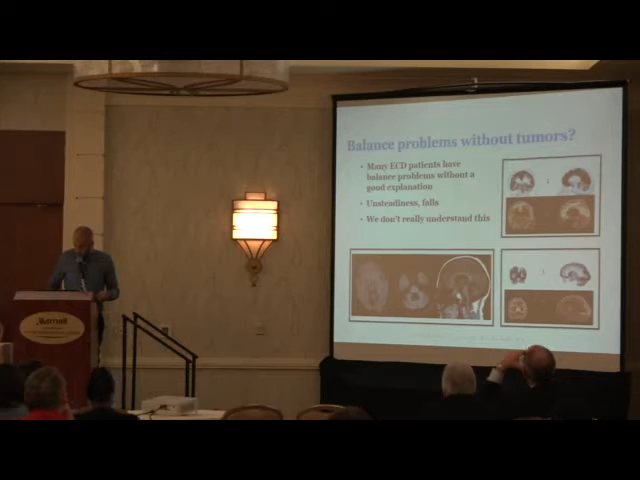 Balance problems without tumors?
• Many ECD patients have
balance problems without a
good explanation
• Unsteadiness, falls
• We don't really understand this
Marriott